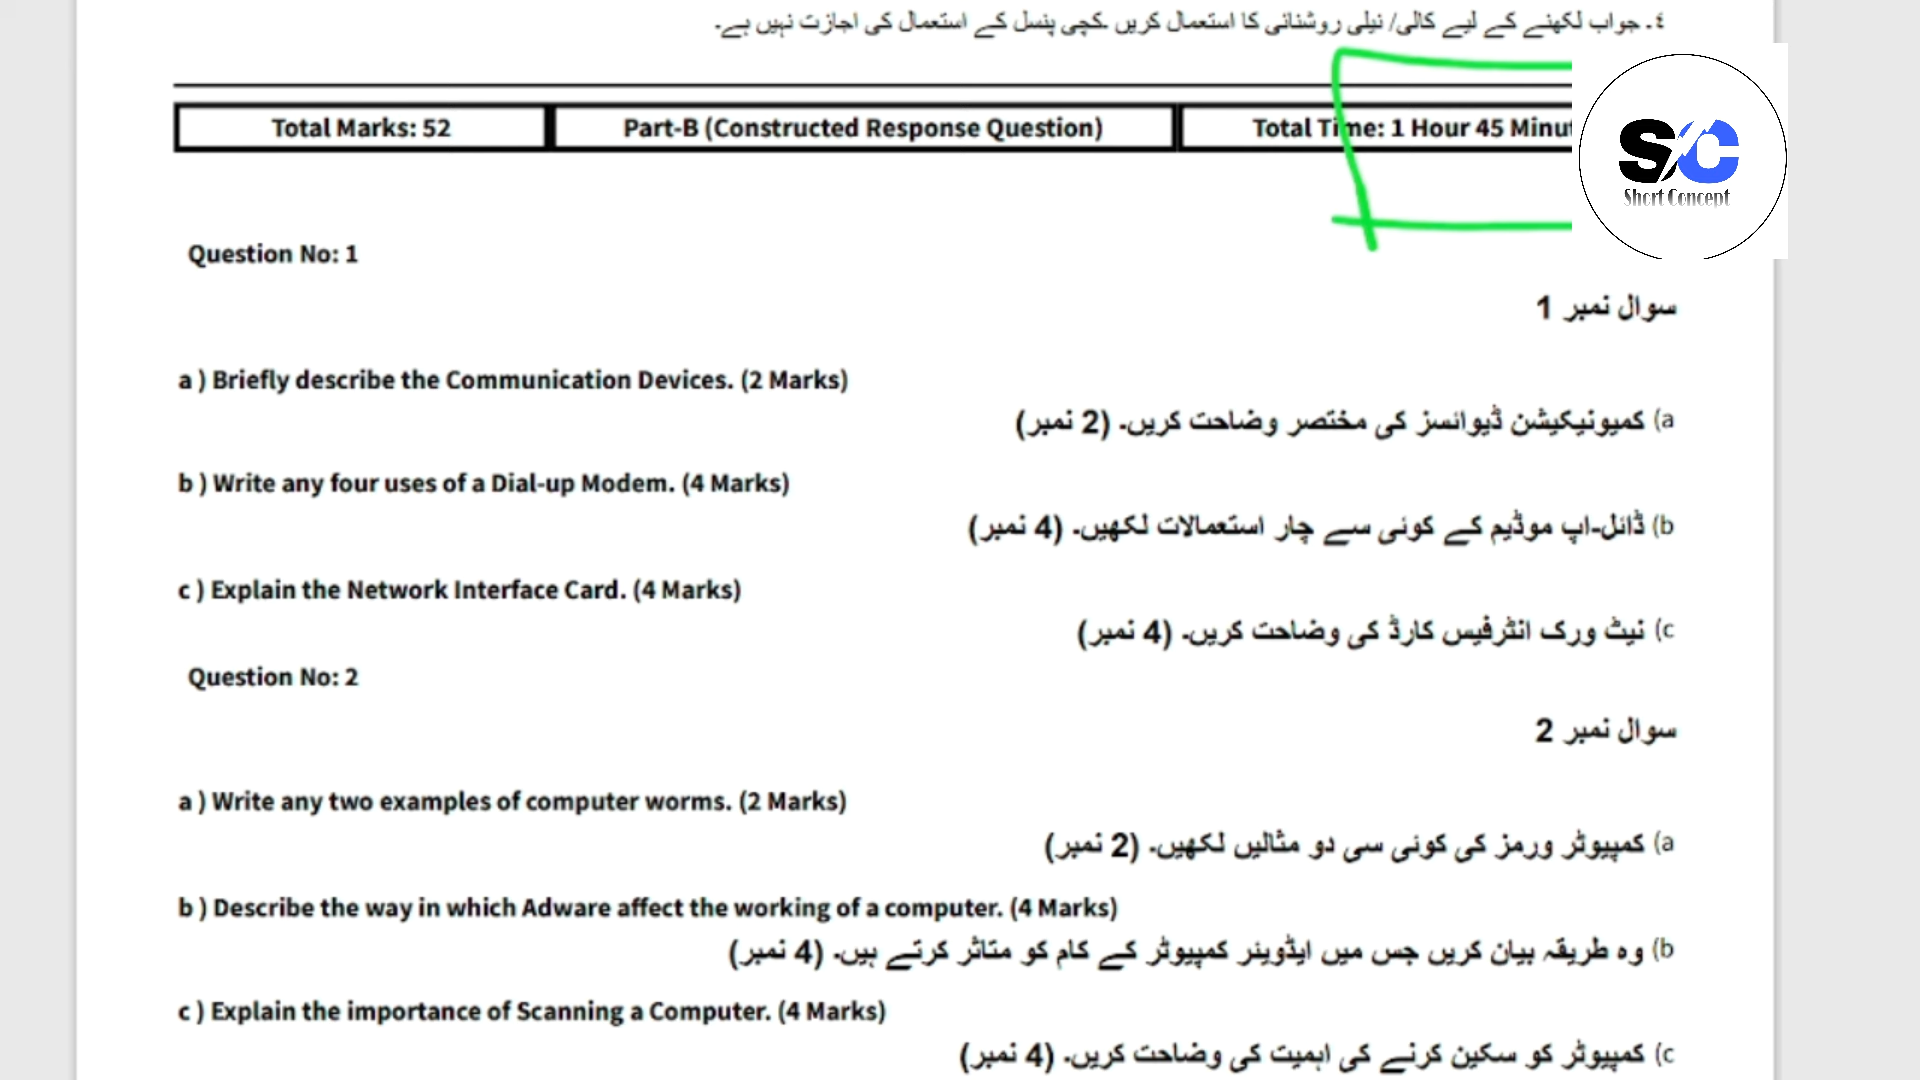 ٤۔ جواب لکھنے کے لیے کالی/ نیلی روشنائی کا استعمال کریں ۔کچی پنسل کے استعمال کی اجازت نہیں ہے۔
Total Marks: 52 Part-B (Constructed Response Question) Total Time: 1 Hour 45 Minut
S/C
Short Concept
Question No: 1
سوال نمبر 1
a ) Briefly describe the Communication Devices. (2 Marks)
a) کمیونیکیشن ڈیوائسز کی مختصر وضاحت کریں۔ (2 نمبر)
b ) Write any four uses of a Dial-up Modem. (4 Marks)
b) ڈائل-اپ موڈیم کے کوئی سے چار استعمالات لکھیں۔ (4 نمبر)
c ) Explain the Network Interface Card. (4 Marks)
c) نیٹ ورک انٹرفیس کارڈ کی وضاحت کریں۔ (4 نمبر)
Question No: 2
سوال نمبر 2
a ) Write any two examples of computer worms. (2 Marks)
a) کمپیوٹر ورمز کی کوئی سی دو مثالیں لکھیں۔ (2 نمبر)
b ) Describe the way in which Adware affect the working of a computer. (4 Marks)
b) وہ طریقہ بیان کریں جس میں ایڈویئر کمپیوٹر کے کام کو متاثر کرتے ہیں۔ (4 نمبر)
c ) Explain the importance of Scanning a Computer. (4 Marks)
c) کمپیوٹر کو سکین کرنے کی اہمیت کی وضاحت کریں۔ (4 نمبر)